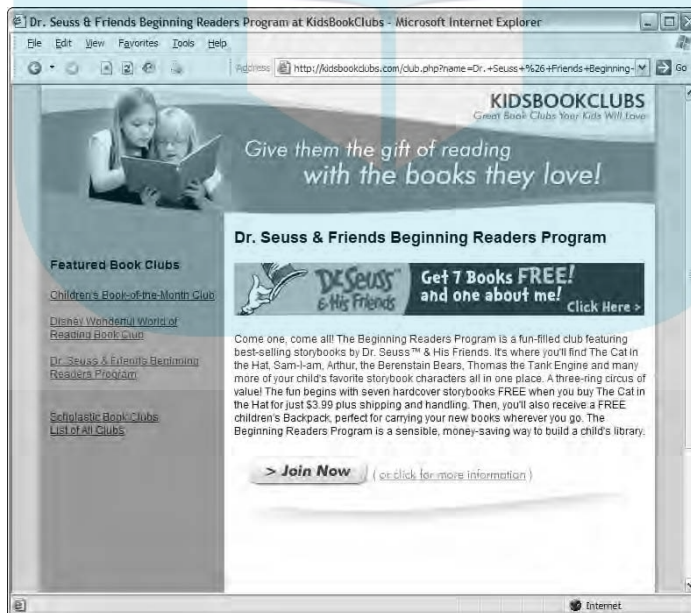 Dr. Seuss & Friends Beginning Readers Program at KidsBookClubs - Microsoft Internet Explorer
File Edit View Favorites Tools Help
Address http://kidsbookclubs.com/club.php?name=Dr.+Seuss+%26+Friends+Beginning- Go
KIDSBOOKCLUBS
Great Book Clubs Your Kids Will Love
Give them the gift of reading
with the books they love!
Dr. Seuss & Friends Beginning Readers Program
Featured Book Clubs
Children's Book-of-the-Month Club
Disney Wonderful World of
Reading Book Club
Dr. Seuss & Friends Beginning
Readers Program
Scholastic Book Clubs
List of All Clubs
Dr. Seuss™
& His Friends
Get 7 Books FREE!
and one about me!
Click Here >
Come one, come all! The Beginning Readers Program is a fun-filled club featuring
best-selling storybooks by Dr. Seuss™ & His Friends. It's where you'll find The Cat in
the Hat, Sam-I-am, Arthur, the Berenstain Bears, Thomas the Tank Engine and many
more of your child's favorite storybook characters all in one place. A three-ring circus of
value! The fun begins with seven hardcover storybooks FREE when you buy The Cat in
the Hat for just $3.99 plus shipping and handling. Then, you'll also receive a FREE
children's Backpack, perfect for carrying your new books wherever you go. The
Beginning Readers Program is a sensible, money-saving way to build a child's library.
> Join Now ( or click for more information )
Internet